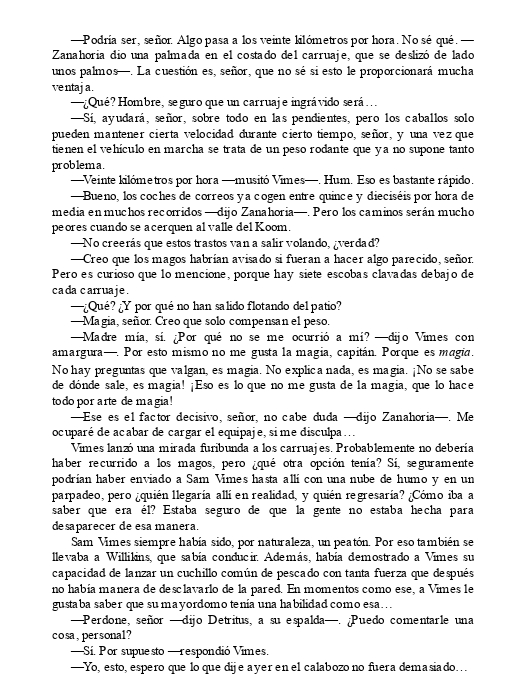 —Podría ser, señor. Algo pasa a los veinte kilómetros por hora. No sé qué. —
Zanahoria dio una palmada en el costado del carruaje, que se deslizó de lado
unos palmos—. La cuestión es, señor, que no sé si esto le proporcionará mucha
ventaja.
—¿Qué? Hombre, seguro que un carruaje ingrávido será…
—Sí, ayudará, señor, sobre todo en las pendientes, pero los caballos solo
pueden mantener cierta velocidad durante cierto tiempo, señor, y una vez que
tienen el vehículo en marcha se trata de un peso rodante que ya no supone tanto
problema.
—Veinte kilómetros por hora —musitó Vimes—. Hum. Eso es bastante rápido.
—Bueno, los coches de correos ya cogen entre quince y dieciséis por hora de
media en muchos recorridos —dijo Zanahoria—. Pero los caminos serán mucho
peores cuando se acerquen al valle del Koom.
—No creerás que estos trastos van a salir volando, ¿verdad?
—Creo que los magos habrían avisado si fueran a hacer algo parecido, señor.
Pero es curioso que lo mencione, porque hay siete escobas clavadas debajo de
cada carruaje.
—¿Qué? ¿Y por qué no han salido flotando del patio?
—Magia, señor. Creo que solo compensan el peso.
—Madre mía, sí. ¿Por qué no se me ocurrió a mí? —dijo Vimes con
amargura—. Por esto mismo no me gusta la magia, capitán. Porque es magia.
No hay preguntas que valgan, es magia. No explica nada, es magia. ¡No se sabe
de dónde sale, es magia! ¡Eso es lo que no me gusta de la magia, que lo hace
todo por arte de magia!
—Ese es el factor decisivo, señor, no cabe duda —dijo Zanahoria—. Me
ocuparé de acabar de cargar el equipaje, si me disculpa…
Vimes lanzó una mirada furibunda a los carruajes. Probablemente no debería
haber recurrido a los magos, pero ¿qué otra opción tenía? Sí, seguramente
podrían haber enviado a Sam Vimes hasta allí con una nube de humo y en un
parpadeo, pero ¿quién llegaría allí en realidad, y quién regresaría? ¿Cómo iba a
saber que era él? Estaba seguro de que la gente no estaba hecha para
desaparecer de esa manera.
Sam Vimes siempre había sido, por naturaleza, un peatón. Por eso también se
llevaba a Willikins, que sabía conducir. Además, había demostrado a Vimes su
capacidad de lanzar un cuchillo común de pescado con tanta fuerza que después
no había manera de desclavarlo de la pared. En momentos como ese, a Vimes le
gustaba saber que su mayordomo tenía una habilidad como esa…
—Perdone, señor —dijo Detritus, a su espalda—. ¿Puedo comentarle una
cosa, personal?
—Sí. Por supuesto —respondió Vimes.
—Yo, esto, espero que lo que dije ayer en el calabozo no fuera demasiado…